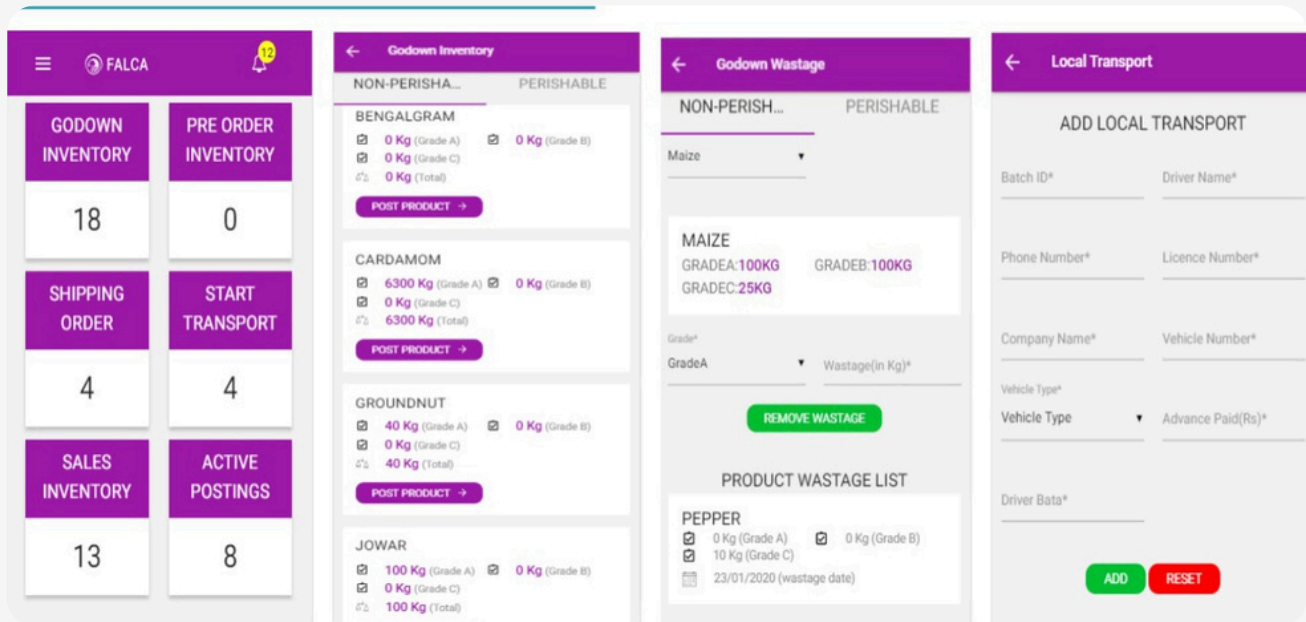 FALCA
12
GODOWN
INVENTORY
18
PRE ORDER
INVENTORY
0
SHIPPING
ORDER
4
START
TRANSPORT
4
SALES
INVENTORY
13
ACTIVE
POSTINGS
8
Godown Inventory
NON-PERISHA... PERISHABLE
BENGALGRAM
0 Kg (Grade A) 0 Kg (Grade B)
0 Kg (Grade C)
0 Kg (Total)
POST PRODUCT →
CARDAMOM
6300 Kg (Grade A) 0 Kg (Grade B)
0 Kg (Grade C)
6300 Kg (Total)
POST PRODUCT →
GROUNDNUT
40 Kg (Grade A) 0 Kg (Grade B)
0 Kg (Grade C)
40 Kg (Total)
POST PRODUCT →
JOWAR
100 Kg (Grade A) 0 Kg (Grade B)
0 Kg (Grade C)
100 Kg (Total)
Godown Wastage
NON-PERISH... PERISHABLE
Maize
MAIZE
GRADEA:100KG GRADEB:100KG
GRADEC:25KG
Grade*
GradeA Wastage(in Kg)*
REMOVE WASTAGE
PRODUCT WASTAGE LIST
PEPPER
0 Kg (Grade A) 0 Kg (Grade B)
10 Kg (Grade C)
23/01/2020 (wastage date)
Local Transport
ADD LOCAL TRANSPORT
Batch ID* Driver Name*
Phone Number* Licence Number*
Company Name* Vehicle Number*
Vehicle Type*
Vehicle Type Advance Paid(Rs)*
Driver Bata*
ADD RESET